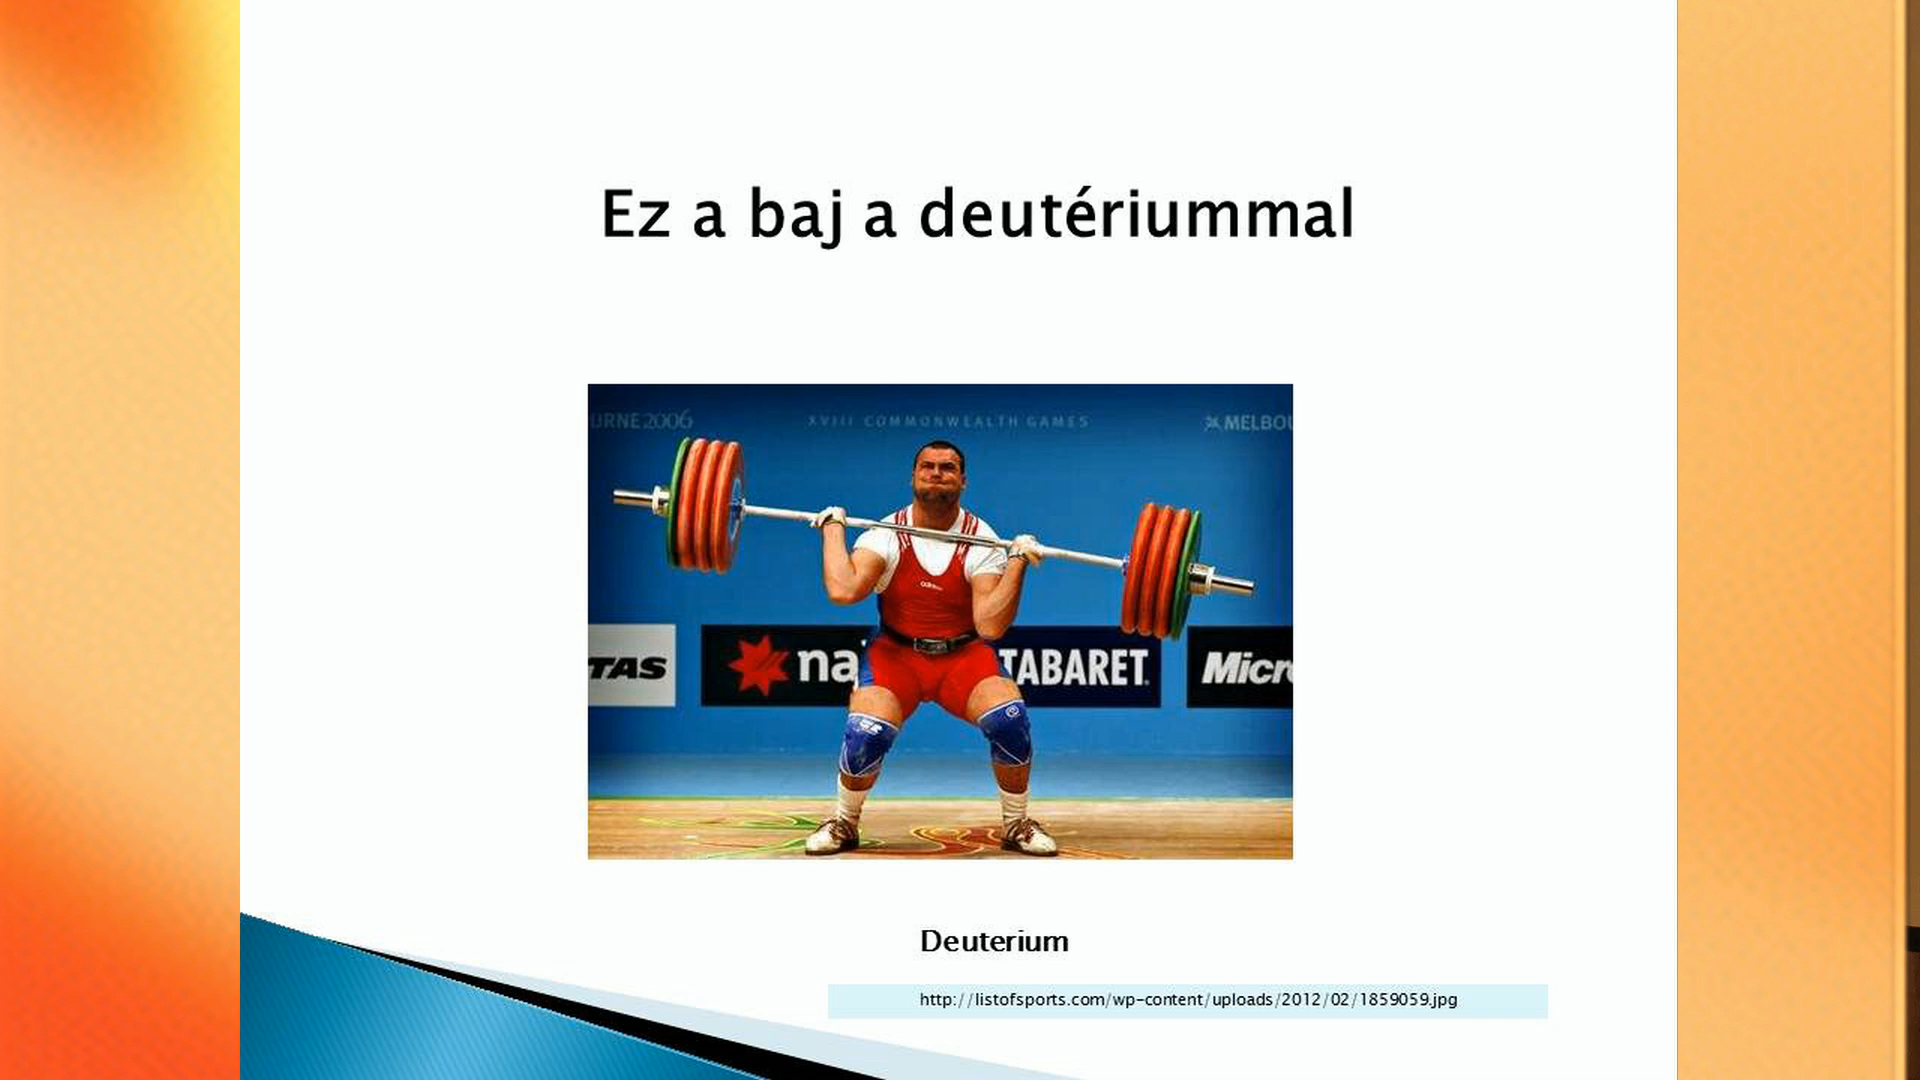 Ez a baj a deutériummal
URNE 2006
XVIII COMMONWEALTH GAMES
MELBOU
TAS
na
TABARET
Micr
Deuterium
http://listofsports.com/wp-content/uploads/2012/02/1859059.jpg